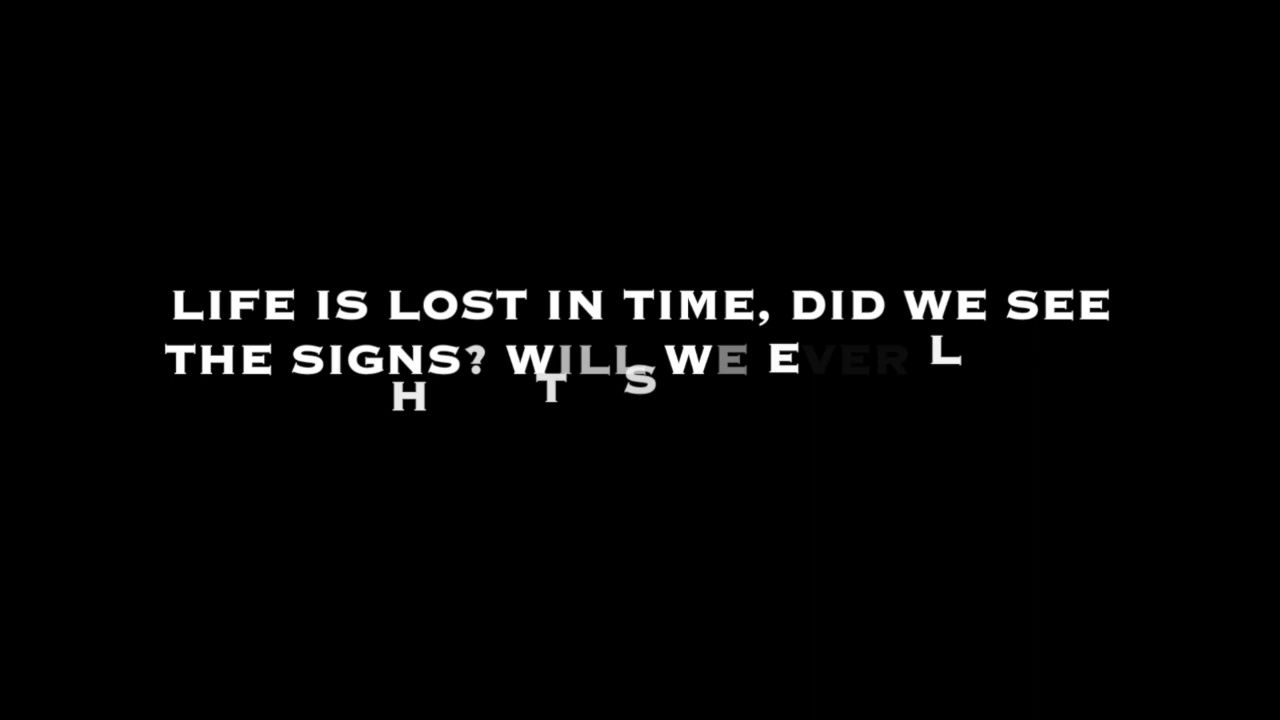 LIFE IS LOST IN TIME, DID WE SEE
THE SIGNS? WILL WE EVER L
H T S